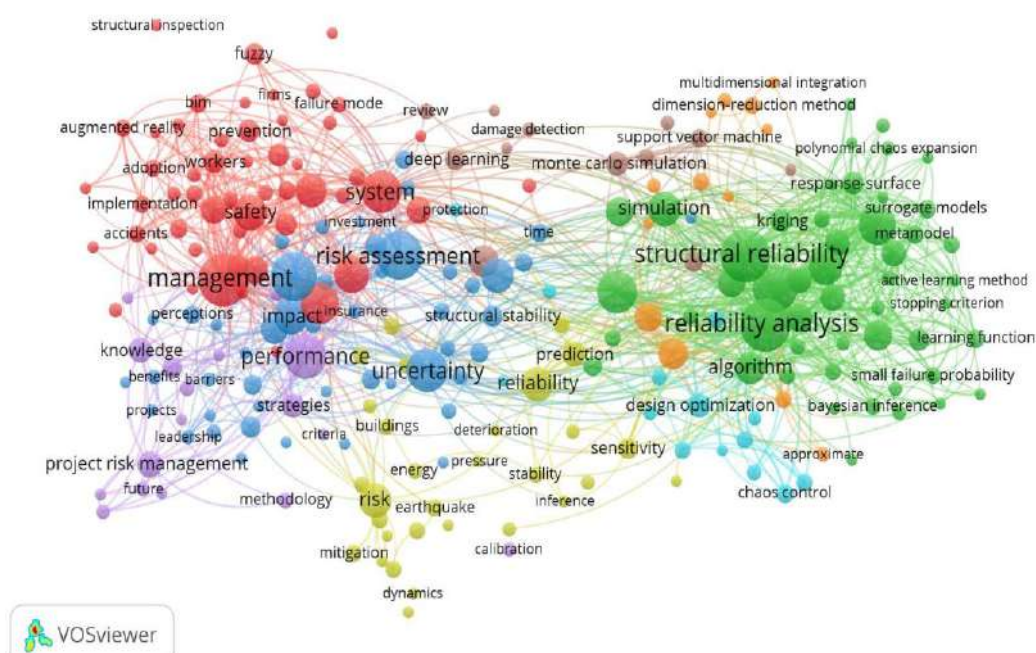 structural inspection
fuzzy
multidimensional integration
bim
firms
failure mode
review
dimension-reduction method
augmented reality
prevention
damage detection
support vector machine
polynomial chaos expansion
adoption
workers
deep learning
monte carlo simulation
response-surface
implementation
safety
system
investment
protection
simulation
kriging
surrogate models
accidents
time
metamodel
risk assessment
structural reliability
management
active learning method
perceptions
impact
insurance
structural stability
stopping criterion
reliability analysis
knowledge
performance
prediction
learning function
benefits
barriers
uncertainty
reliability
algorithm
small failure probability
projects
strategies
design optimization
bayesian inference
leadership
criteria
buildings
deterioration
sensitivity
approximate
project risk management
energy
pressure
stability
future
methodology
risk
earthquake
inference
chaos control
mitigation
calibration
dynamics
VOSviewer